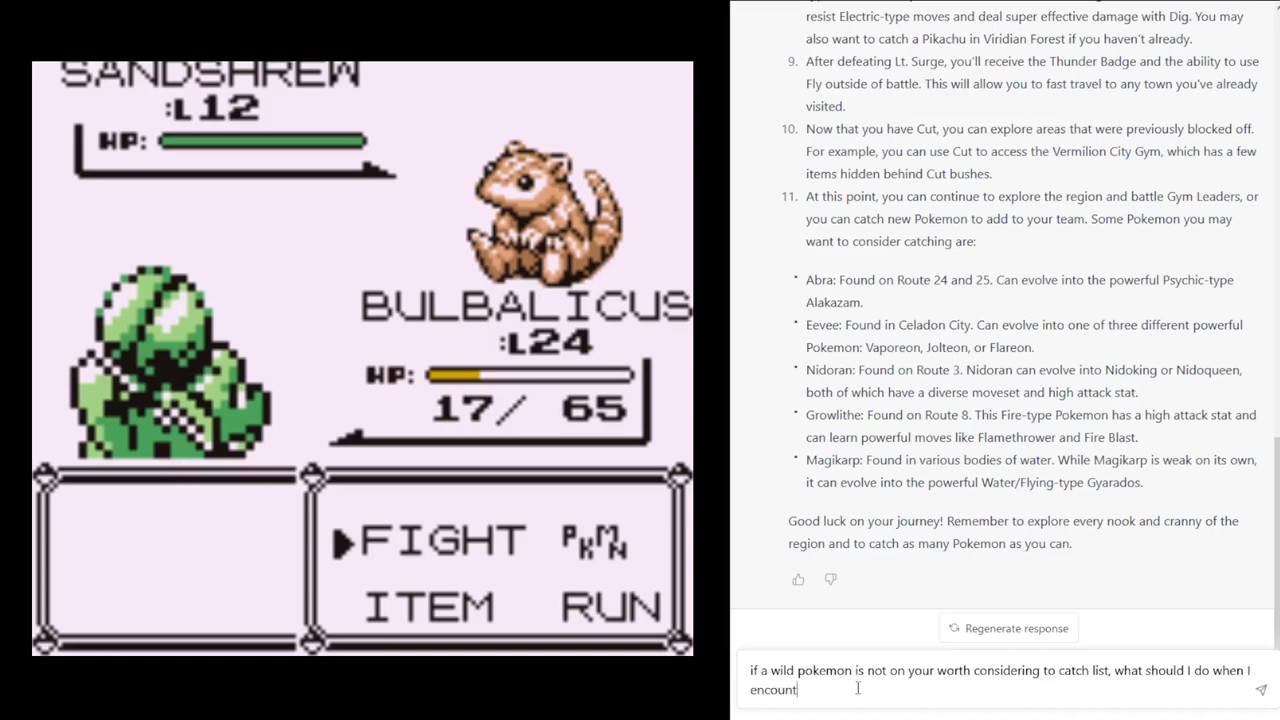 SANDSHREW
:L12
HP:
BULBALICUS
:L24
HP:
17/ 65
FIGHT PKMN
ITEM RUN
resist Electric-type moves and deal super effective damage with Dig. You may
also want to catch a Pikachu in Viridian Forest if you haven't already.
9. After defeating Lt. Surge, you'll receive the Thunder Badge and the ability to use
Fly outside of battle. This will allow you to fast travel to any town you've already
visited.
10. Now that you have Cut, you can explore areas that were previously blocked off.
For example, you can use Cut to access the Vermilion City Gym, which has a few
items hidden behind Cut bushes.
11. At this point, you can continue to explore the region and battle Gym Leaders, or
you can catch new Pokemon to add to your team. Some Pokemon you may
want to consider catching are:
• Abra: Found on Route 24 and 25. Can evolve into the powerful Psychic-type
Alakazam.
• Eevee: Found in Celadon City. Can evolve into one of three different powerful
Pokemon: Vaporeon, Jolteon, or Flareon.
• Nidoran: Found on Route 3. Nidoran can evolve into Nidoking or Nidoqueen,
both of which have a diverse moveset and high attack stat.
• Growlithe: Found on Route 8. This Fire-type Pokemon has a high attack stat and
can learn powerful moves like Flamethrower and Fire Blast.
• Magikarp: Found in various bodies of water. While Magikarp is weak on its own,
it can evolve into the powerful Water/Flying-type Gyarados.
Good luck on your journey! Remember to explore every nook and cranny of the
region and to catch as many Pokemon as you can.
Regenerate response
if a wild pokemon is not on your worth considering to catch list, what should I do when I
encount